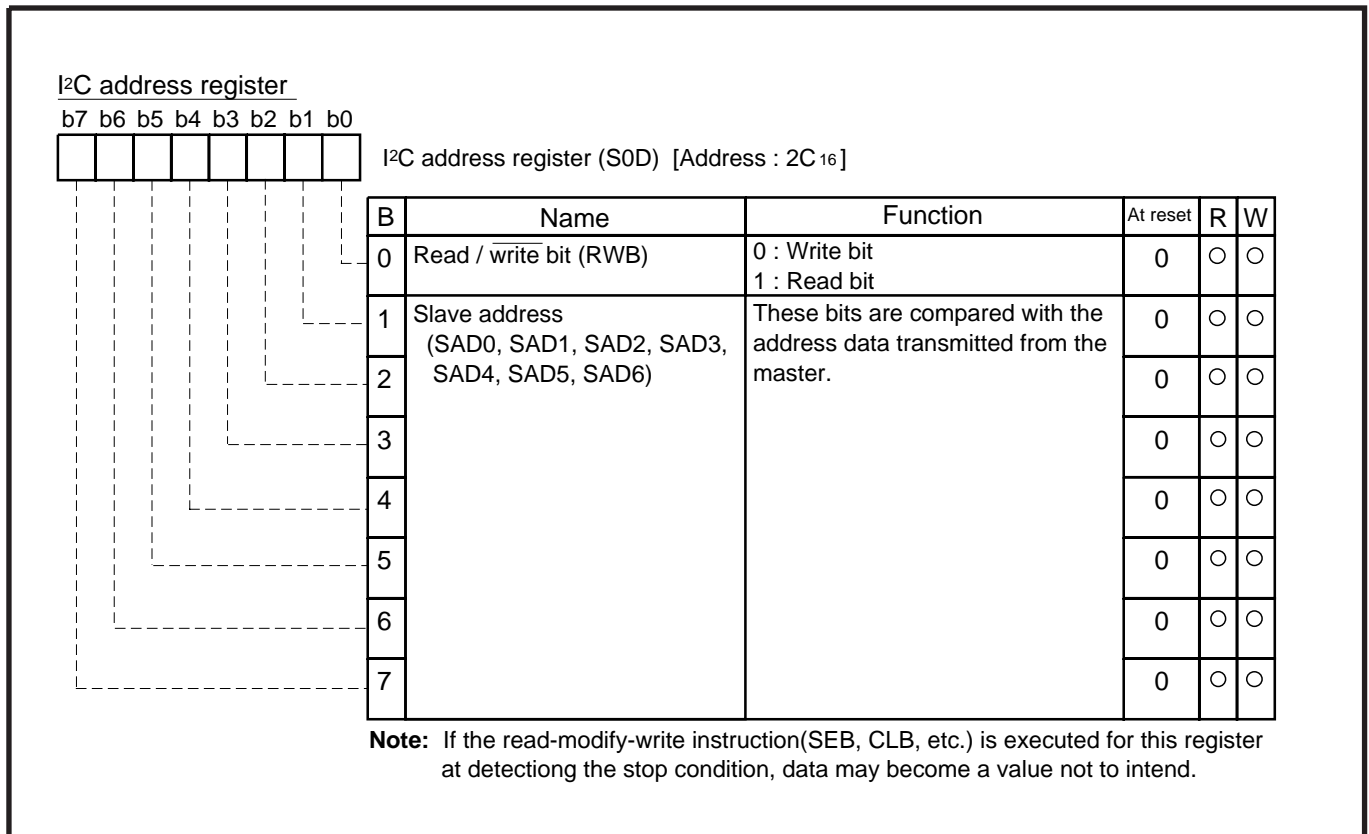 I²C address register
b7 b6 b5 b4 b3 b2 b1 b0
I²C address register (S0D) [Address : 2C₁₆]
B Name Function At reset R W
0 Read / w̅r̅i̅t̅e̅ bit (RWB) 0 : Write bit 0 ○ ○
1 : Read bit
1 Slave address These bits are compared with the 0 ○ ○
(SAD0, SAD1, SAD2, SAD3, address data transmitted from the
2 SAD4, SAD5, SAD6) master. 0 ○ ○
3 0 ○ ○
4 0 ○ ○
5 0 ○ ○
6 0 ○ ○
7 0 ○ ○
Note: If the read-modify-write instruction(SEB, CLB, etc.) is executed for this register
at detectiong the stop condition, data may become a value not to intend.